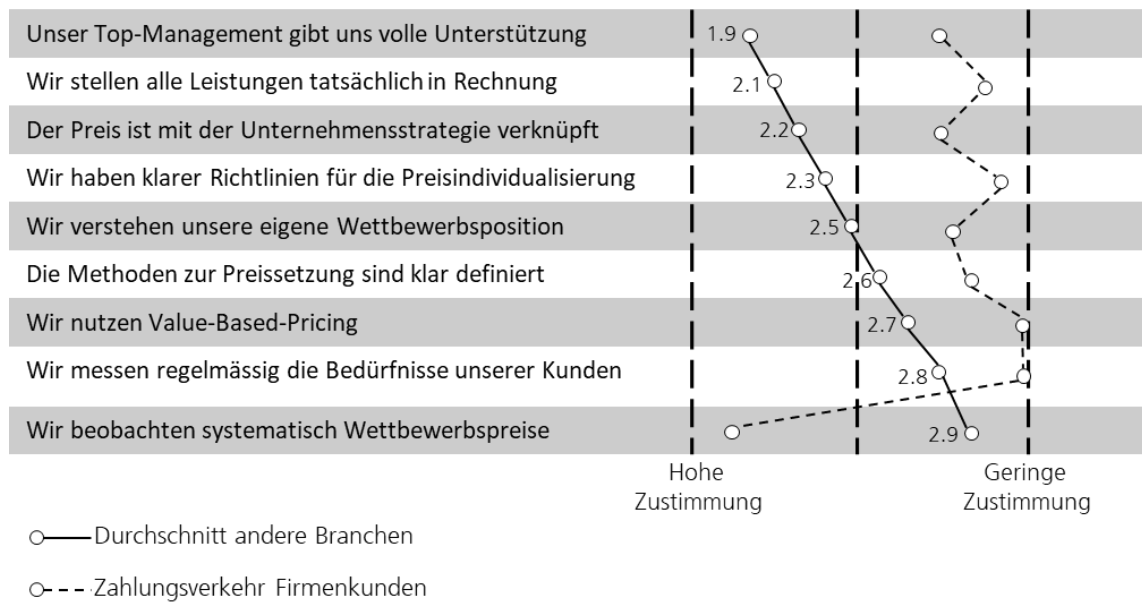 Unser Top-Management gibt uns volle Unterstützung 1.9
Wir stellen alle Leistungen tatsächlich in Rechnung 2.1
Der Preis ist mit der Unternehmensstrategie verknüpft 2.2
Wir haben klarer Richtlinien für die Preisindividualisierung 2.3
Wir verstehen unsere eigene Wettbewerbsposition 2.5
Die Methoden zur Preissetzung sind klar definiert 2.6
Wir nutzen Value-Based-Pricing 2.7
Wir messen regelmässig die Bedürfnisse unserer Kunden 2.8
Wir beobachten systematisch Wettbewerbspreise 2.9
Hohe
Zustimmung
Geringe
Zustimmung
Durchschnitt andere Branchen
Zahlungsverkehr Firmenkunden